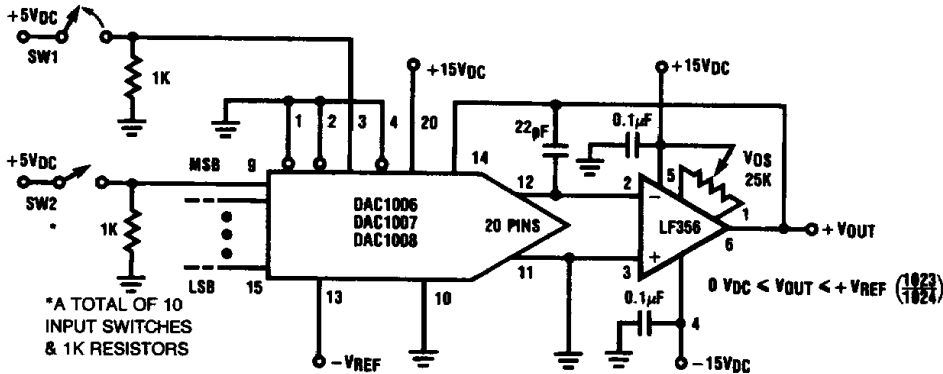 +5VDC
SW1
1K
+15VDC
1 2 3 4 20
14
22pF
0.1μF
+15VDC
VOS
25K
5
1
+5VDC
SW2
*
1K
MSB 9
DAC1006
DAC1007
DAC1008
20 PINS
12
11
2
−
LF356
+
3
6
+VOUT
LSB 15
13
10
−VREF
0.1μF
4
−15VDC
0 VDC ≤ VOUT ≤ +VREF (1023/1024)
*A TOTAL OF 10
INPUT SWITCHES
& 1K RESISTORS